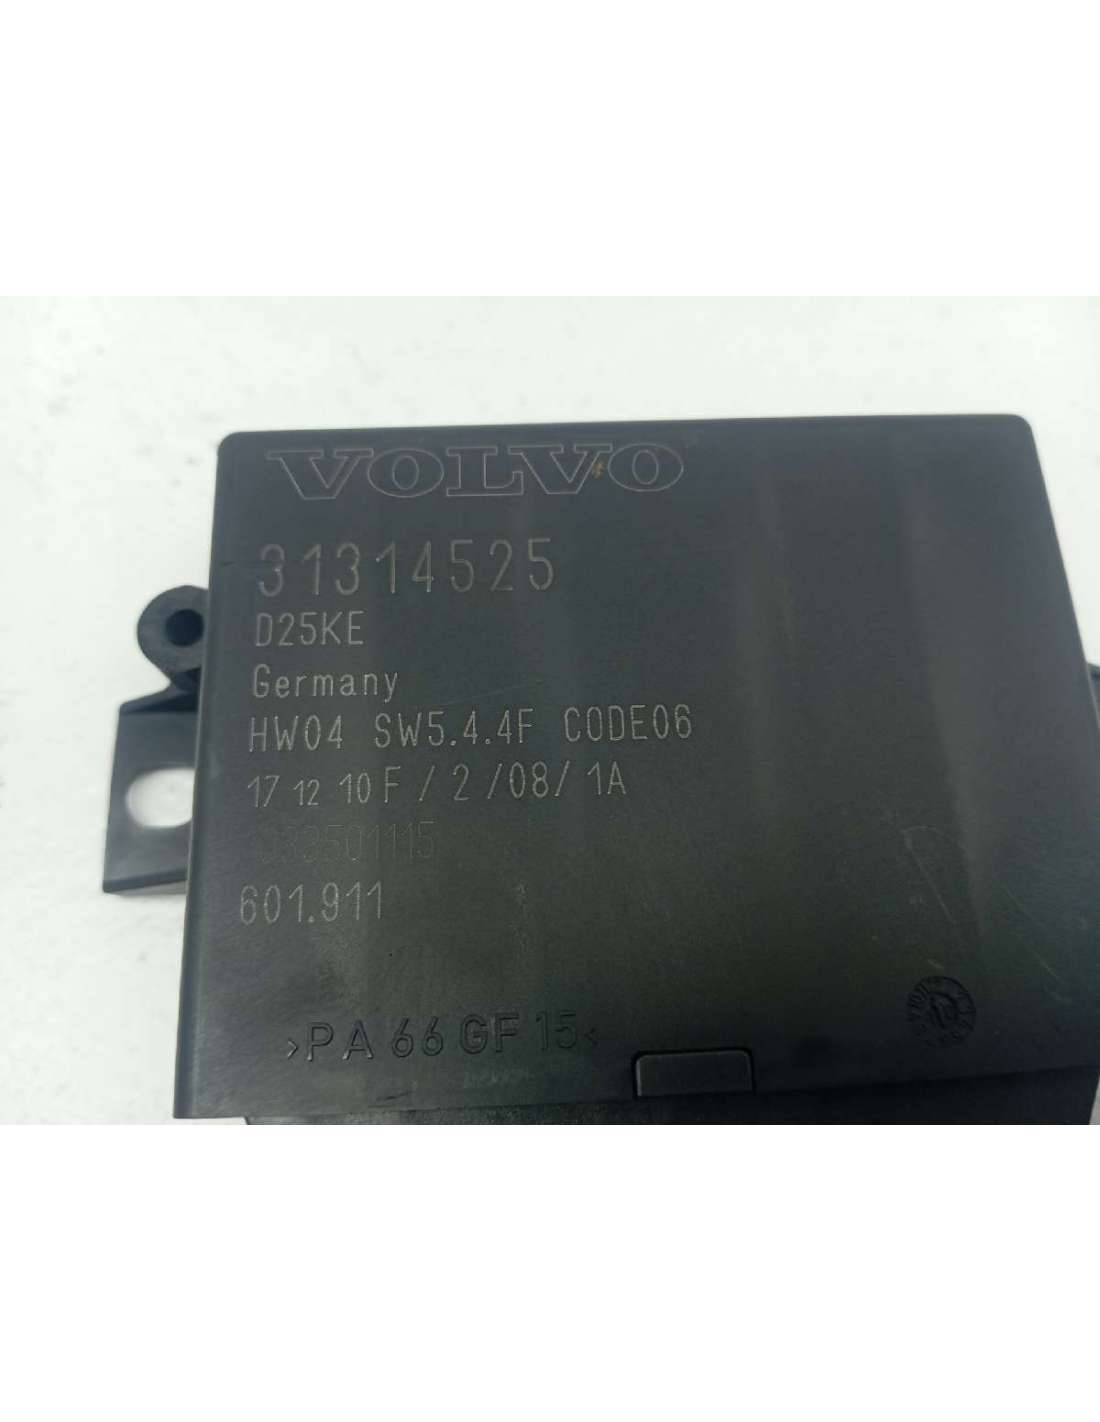 VOLVO
31314525
D25KE
Germany
HW04 SW5.4.4F CODE06
17 12 10 F / 2 /08/ 1A
601.911
>PA 66 GF 15<